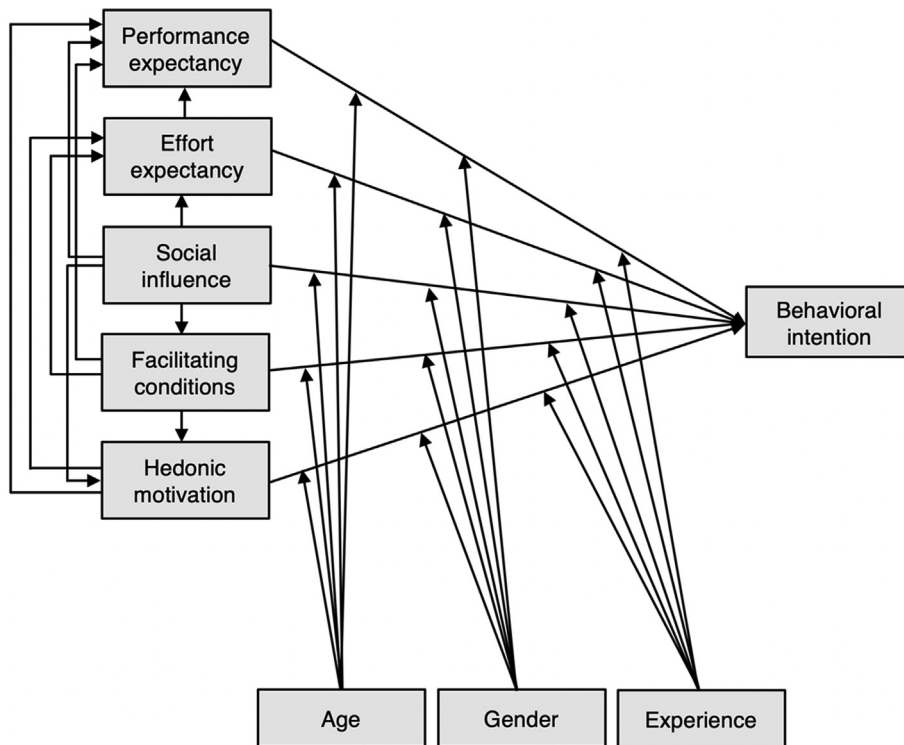 Performance
expectancy
Effort
expectancy
Social
influence
Facilitating
conditions
Hedonic
motivation
Behavioral
intention
Age
Gender
Experience